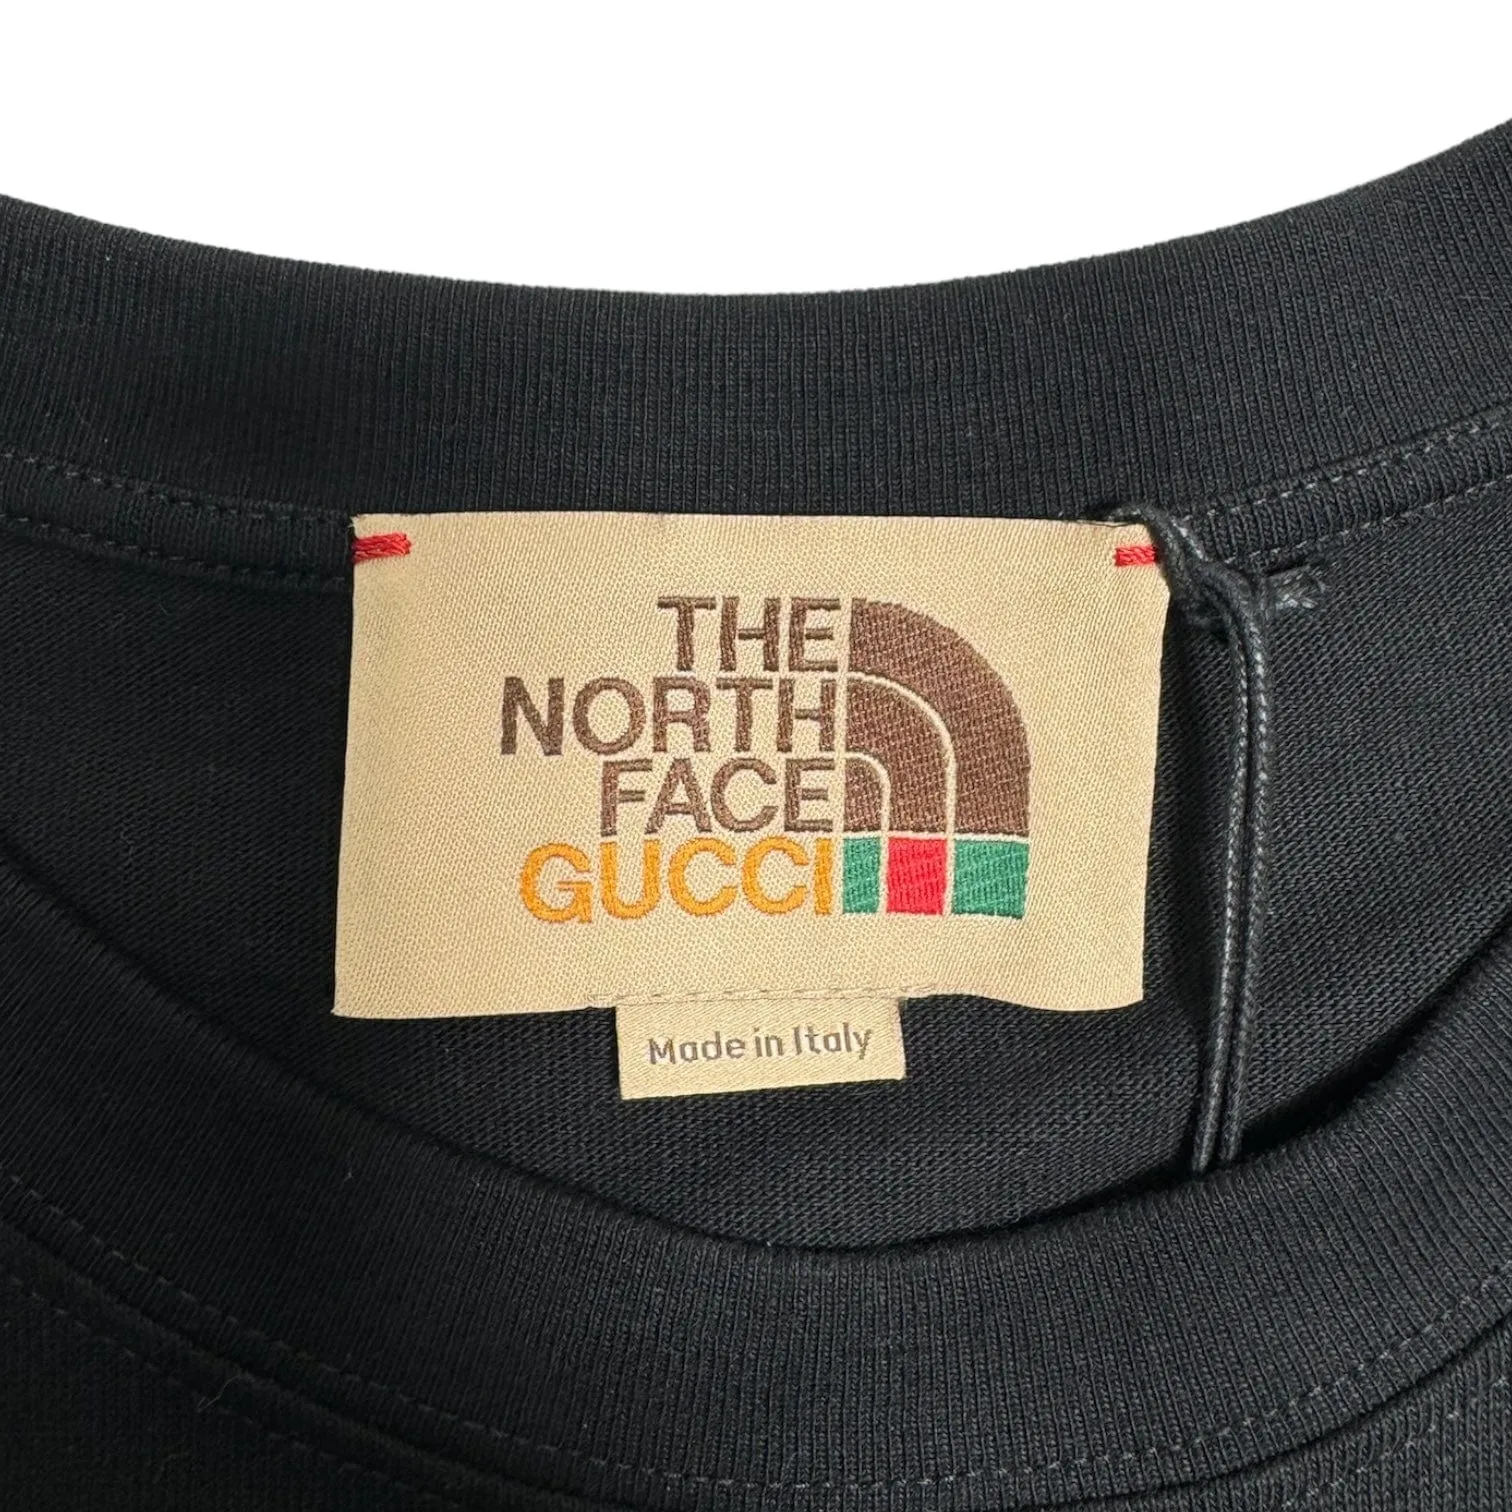 THE
NORTH
FACE
GUCCI
Made in Italy